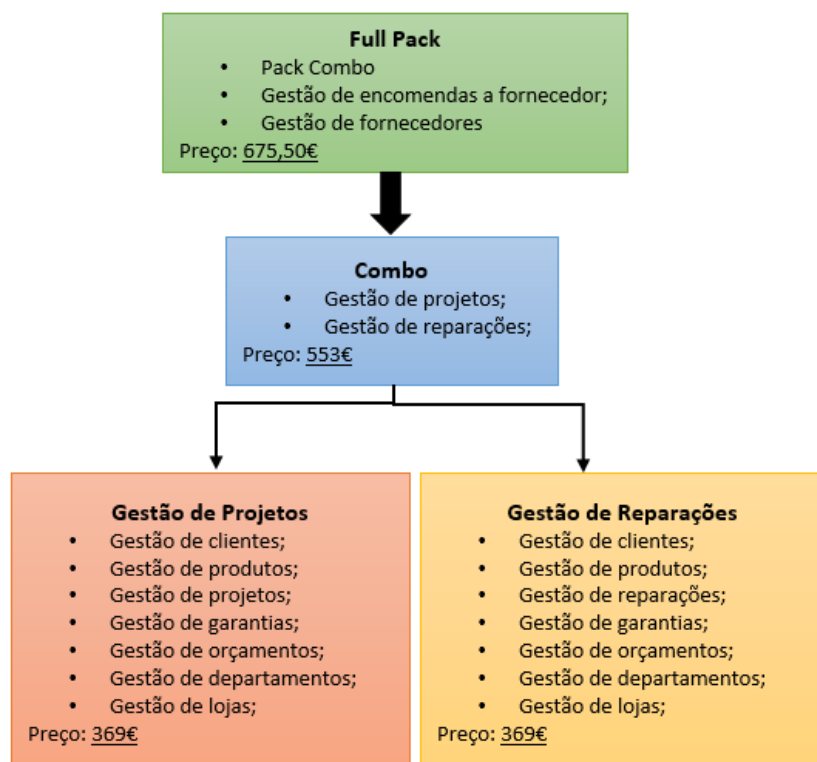 Full Pack
• Pack Combo
• Gestão de encomendas a fornecedor;
• Gestão de fornecedores
Preço: 675,50€
Combo
• Gestão de projetos;
• Gestão de reparações;
Preço: 553€
Gestão de Projetos
• Gestão de clientes;
• Gestão de produtos;
• Gestão de projetos;
• Gestão de garantias;
• Gestão de orçamentos;
• Gestão de departamentos;
• Gestão de lojas;
Preço: 369€
Gestão de Reparações
• Gestão de clientes;
• Gestão de produtos;
• Gestão de reparações;
• Gestão de garantias;
• Gestão de orçamentos;
• Gestão de departamentos;
• Gestão de lojas;
Preço: 369€